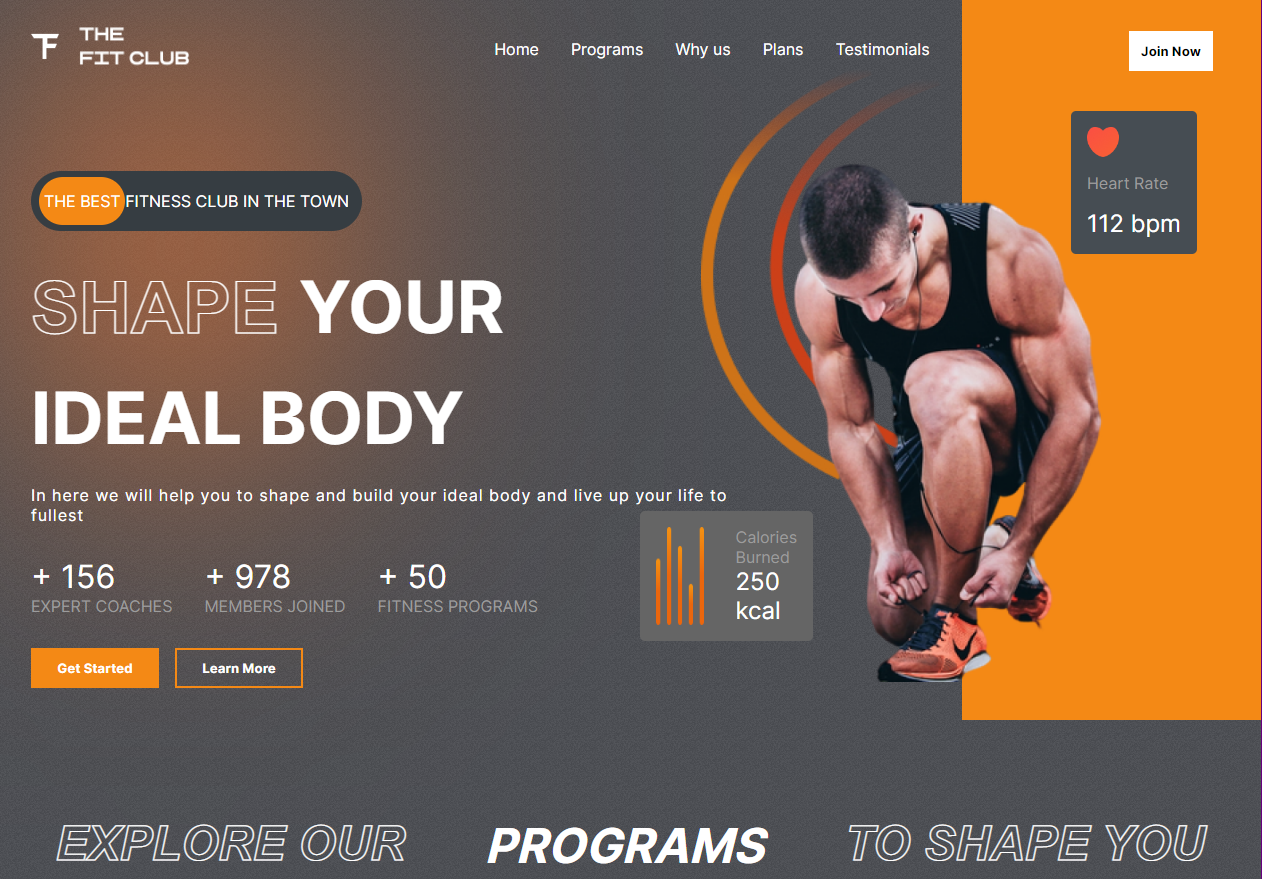 THE
FIT CLUB
Home Programs Why us Plans Testimonials
Join Now
Heart Rate
112 bpm
THE BEST FITNESS CLUB IN THE TOWN
SHAPE YOUR
IDEAL BODY
In here we will help you to shape and build your ideal body and live up your life to
fullest
Calories
Burned
250
kcal
+ 156 + 978 + 50
EXPERT COACHES MEMBERS JOINED FITNESS PROGRAMS
Get Started Learn More
EXPLORE OUR PROGRAMS TO SHAPE YOU